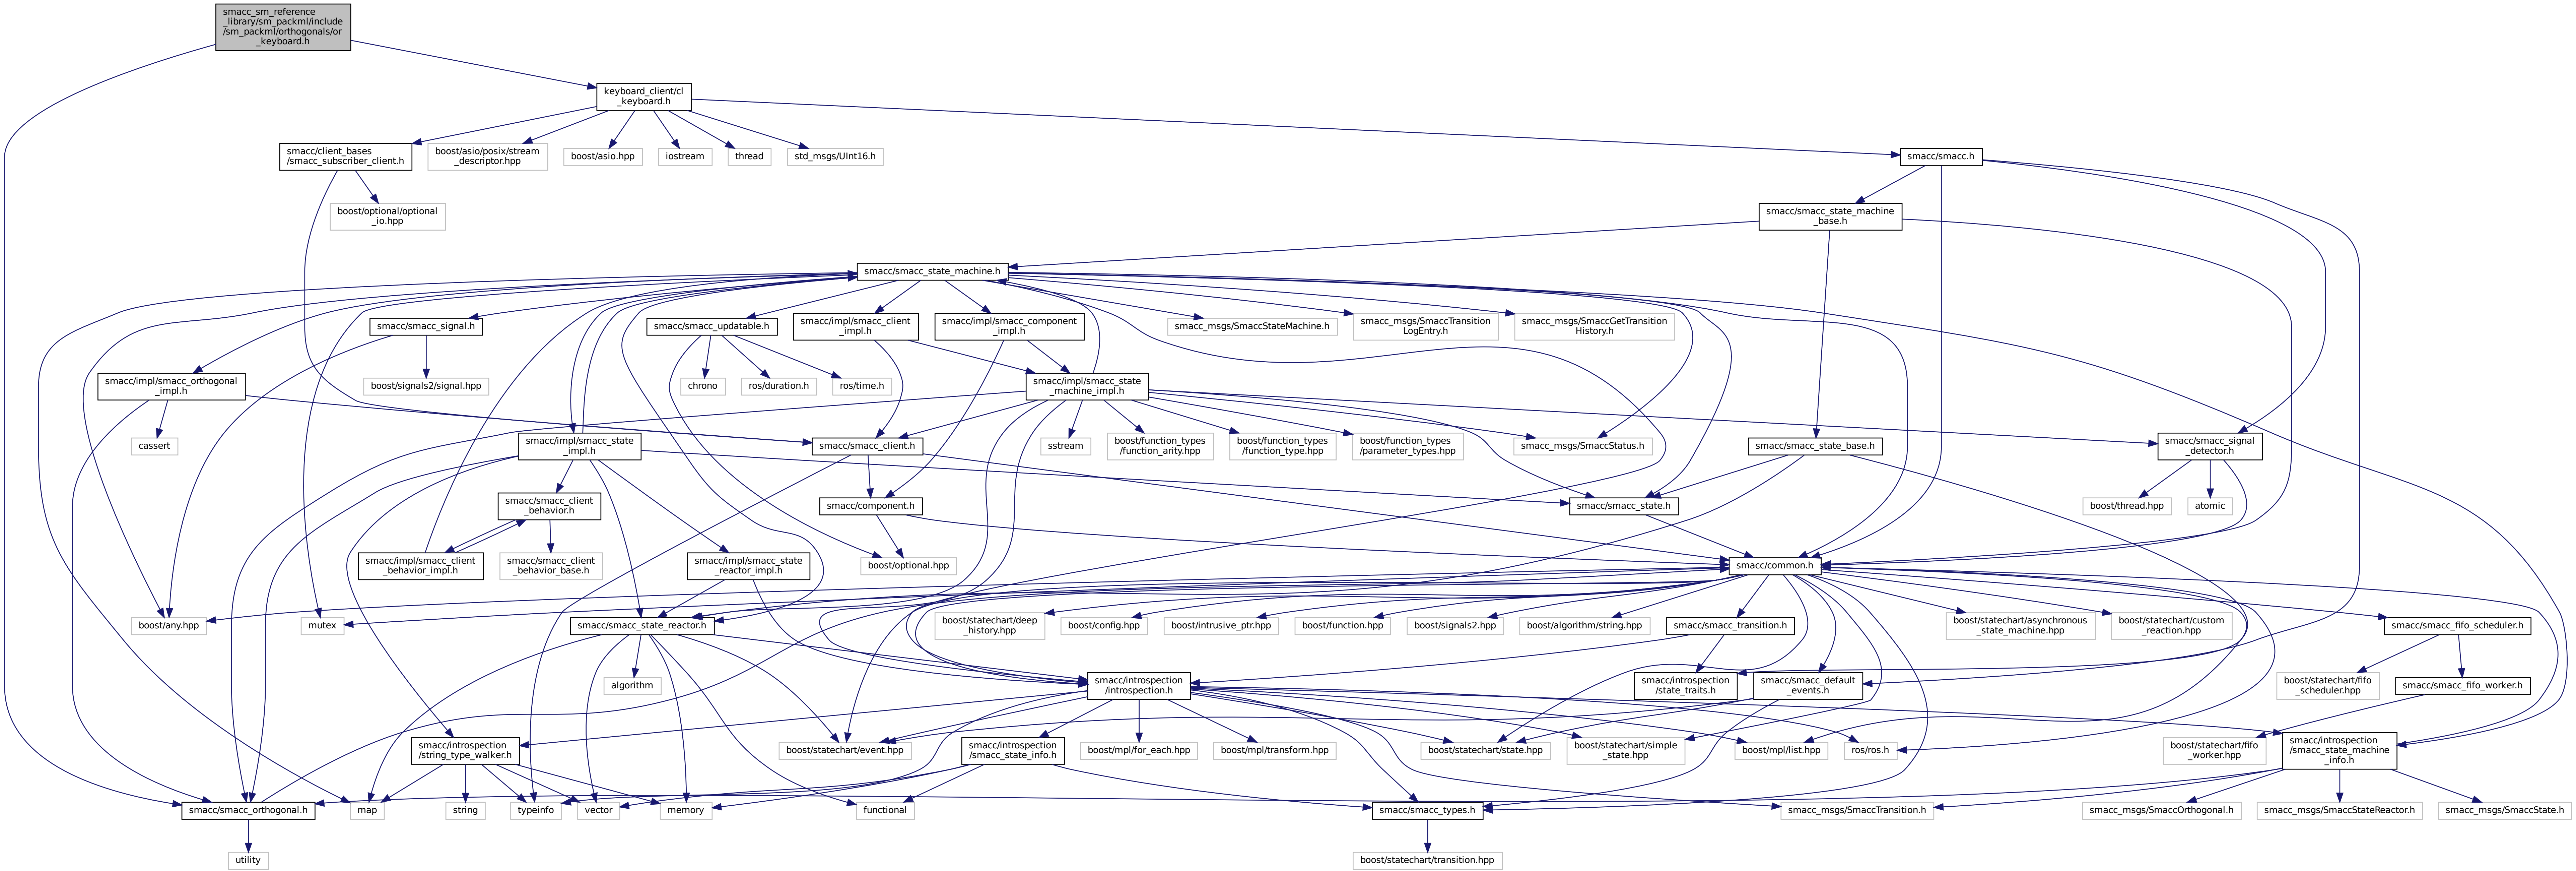 smacc_sm_reference
_library/sm_packml/include
/sm_packml/orthogonals/or
_keyboard.h
keyboard_client/cl
_keyboard.h
smacc/client_bases
/smacc_subscriber_client.h
boost/asio/posix/stream
_descriptor.hpp
boost/asio.hpp
iostream
thread
std_msgs/UInt16.h
smacc/smacc.h
boost/optional/optional
_io.hpp
smacc/smacc_state_machine
_base.h
smacc/smacc_state_machine.h
smacc/smacc_signal.h
smacc/smacc_updatable.h
smacc/impl/smacc_client
_impl.h
smacc/impl/smacc_component
_impl.h
smacc_msgs/SmaccStateMachine.h
smacc_msgs/SmaccTransition
LogEntry.h
smacc_msgs/SmaccGetTransition
History.h
smacc/impl/smacc_orthogonal
_impl.h
boost/signals2/signal.hpp
chrono
ros/duration.h
ros/time.h
smacc/impl/smacc_state
_machine_impl.h
cassert
smacc/impl/smacc_state
_impl.h
smacc/smacc_client.h
sstream
boost/function_types
/function_arity.hpp
boost/function_types
/function_type.hpp
boost/function_types
/parameter_types.hpp
smacc_msgs/SmaccStatus.h
smacc/smacc_state_base.h
smacc/smacc_signal
_detector.h
smacc/smacc_client
_behavior.h
smacc/component.h
smacc/smacc_state.h
boost/thread.hpp
atomic
smacc/impl/smacc_client
_behavior_impl.h
smacc/smacc_client
_behavior_base.h
smacc/impl/smacc_state
_reactor_impl.h
boost/optional.hpp
smacc/common.h
boost/any.hpp
mutex
smacc/smacc_state_reactor.h
boost/statechart/deep
_history.hpp
boost/config.hpp
boost/intrusive_ptr.hpp
boost/function.hpp
boost/signals2.hpp
boost/algorithm/string.hpp
smacc/smacc_transition.h
boost/statechart/asynchronous
_state_machine.hpp
boost/statechart/custom
_reaction.hpp
smacc/smacc_fifo_scheduler.h
algorithm
smacc/introspection
/introspection.h
smacc/introspection
/state_traits.h
smacc/smacc_default
_events.h
boost/statechart/fifo
_scheduler.hpp
smacc/smacc_fifo_worker.h
smacc/introspection
/string_type_walker.h
boost/statechart/event.hpp
smacc/introspection
/smacc_state_info.h
boost/mpl/for_each.hpp
boost/mpl/transform.hpp
boost/statechart/state.hpp
boost/statechart/simple
_state.hpp
boost/mpl/list.hpp
ros/ros.h
boost/statechart/fifo
_worker.hpp
smacc/introspection
/smacc_state_machine
_info.h
smacc/smacc_orthogonal.h
map
string
typeinfo
vector
memory
functional
smacc/smacc_types.h
smacc_msgs/SmaccTransition.h
smacc_msgs/SmaccOrthogonal.h
smacc_msgs/SmaccStateReactor.h
smacc_msgs/SmaccState.h
utility
boost/statechart/transition.hpp